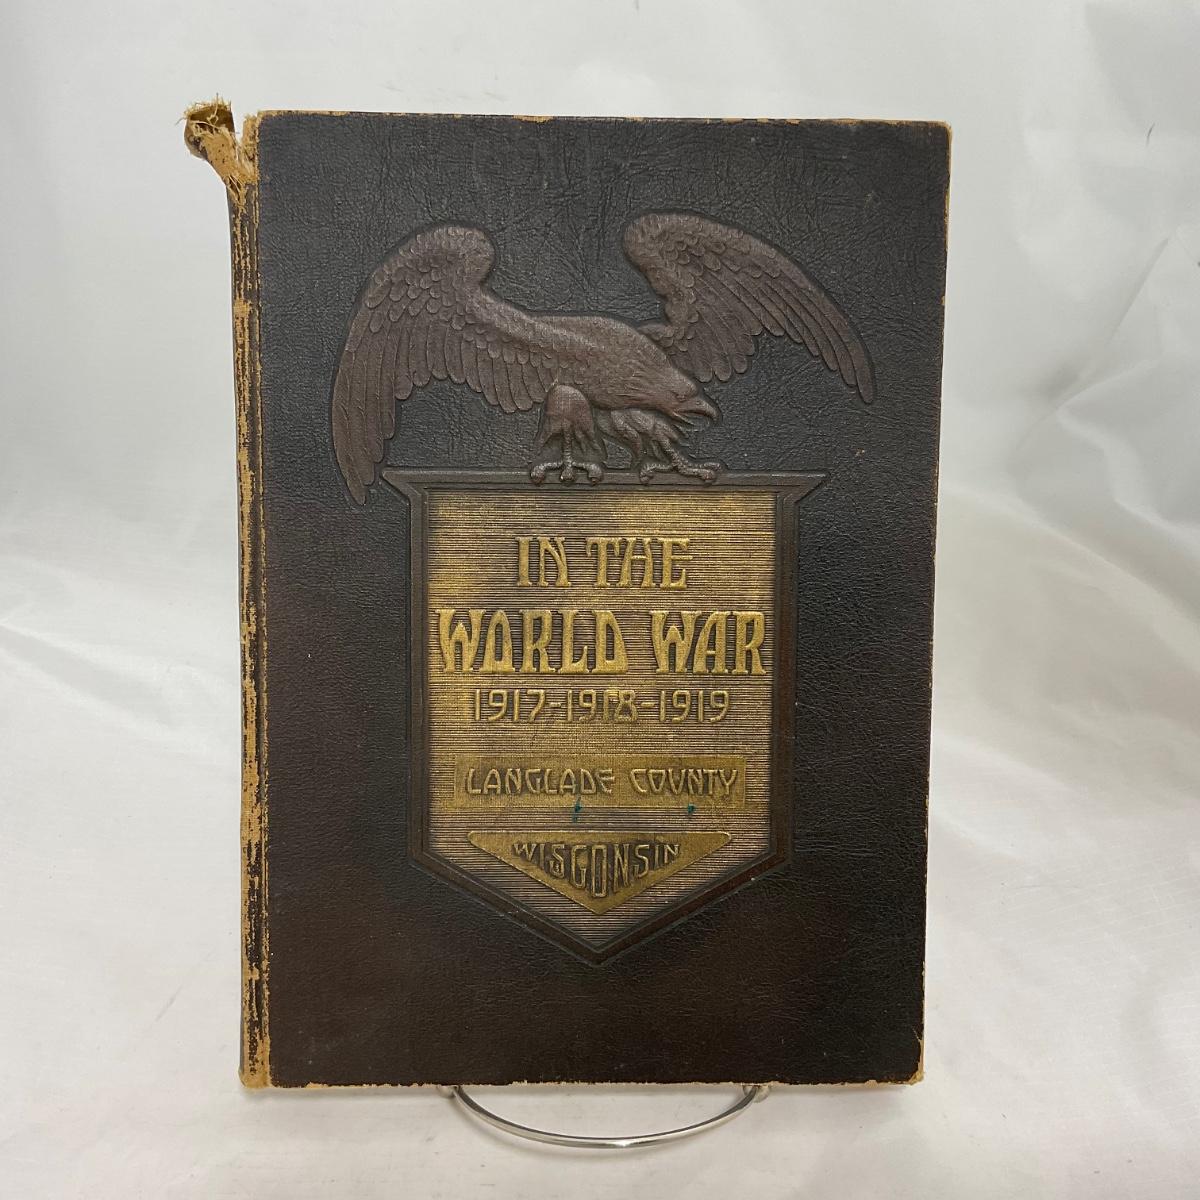 IN THE
WORLD WAR
1917-1918-1919
LANGLADE COUNTY
WISCONSIN